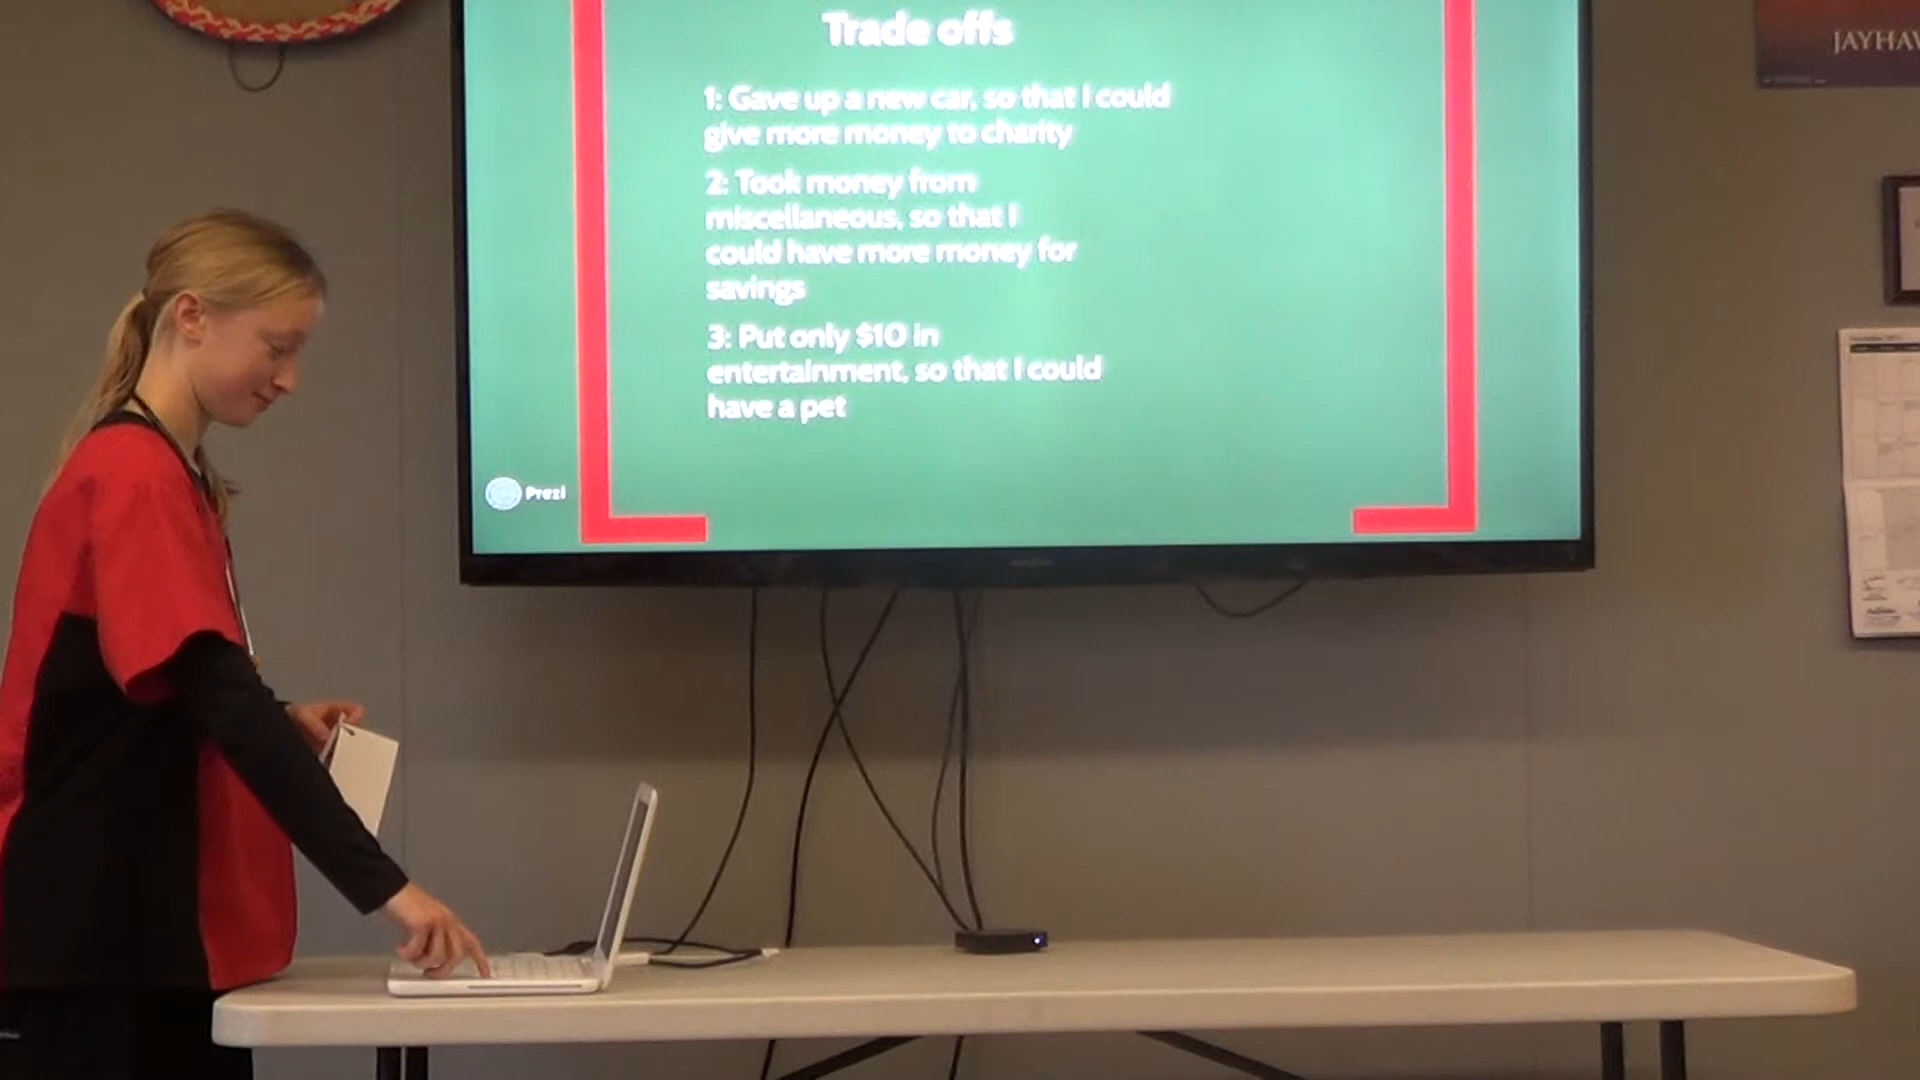 Trade offs
1: Gave up a new car, so that I could
give more money to charity
2: Took money from
miscellaneous, so that I
could have more money for
savings
3: Put only $10 in
entertainment, so that I could
have a pet
Prezi
JAYHAW